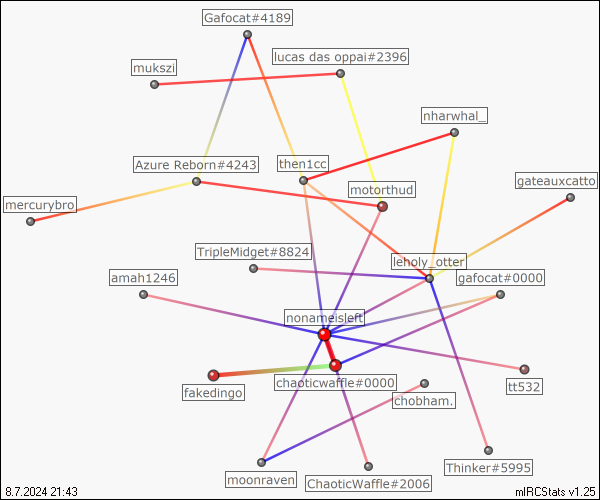 Gafocat#4189
lucas das oppai#2396
mukszi
nharwhal_
Azure Reborn#4243
then1cc
motorthud
gateauxcatto
mercurybro
TripleMidget#8824
leholy_otter
amah1246
gafocat#0000
nonameisleft
fakedingo
chaoticwaffle#0000
chobham.
tt532
moonraven
ChaoticWaffle#2006
Thinker#5995
8.7.2024 21:43
mIRCStats v1.25